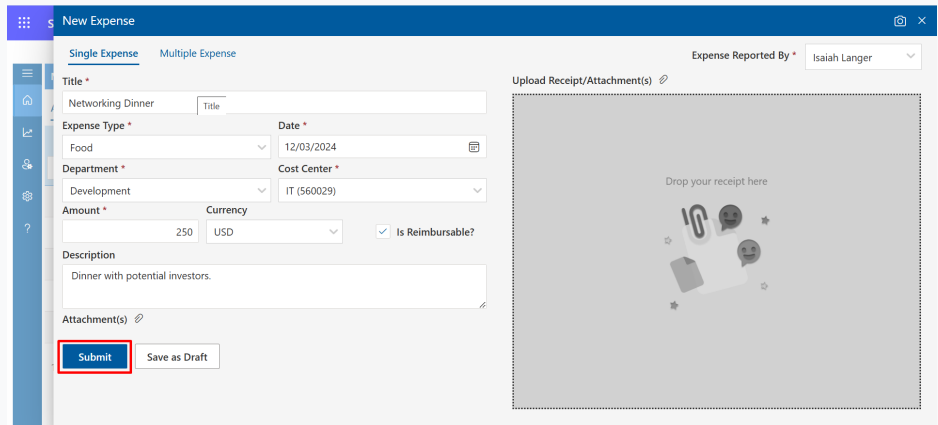 S New Expense
Single Expense Multiple Expense
Expense Reported By * Isaiah Langer
Title *
Upload Receipt/Attachment(s)
Networking Dinner
Title
Expense Type * Date *
Food 12/03/2024
Department * Cost Center *
Development IT (560029)
Amount * Currency
250 USD Is Reimbursable?
Drop your receipt here
Description
Dinner with potential investors.
Attachment(s)
Submit Save as Draft